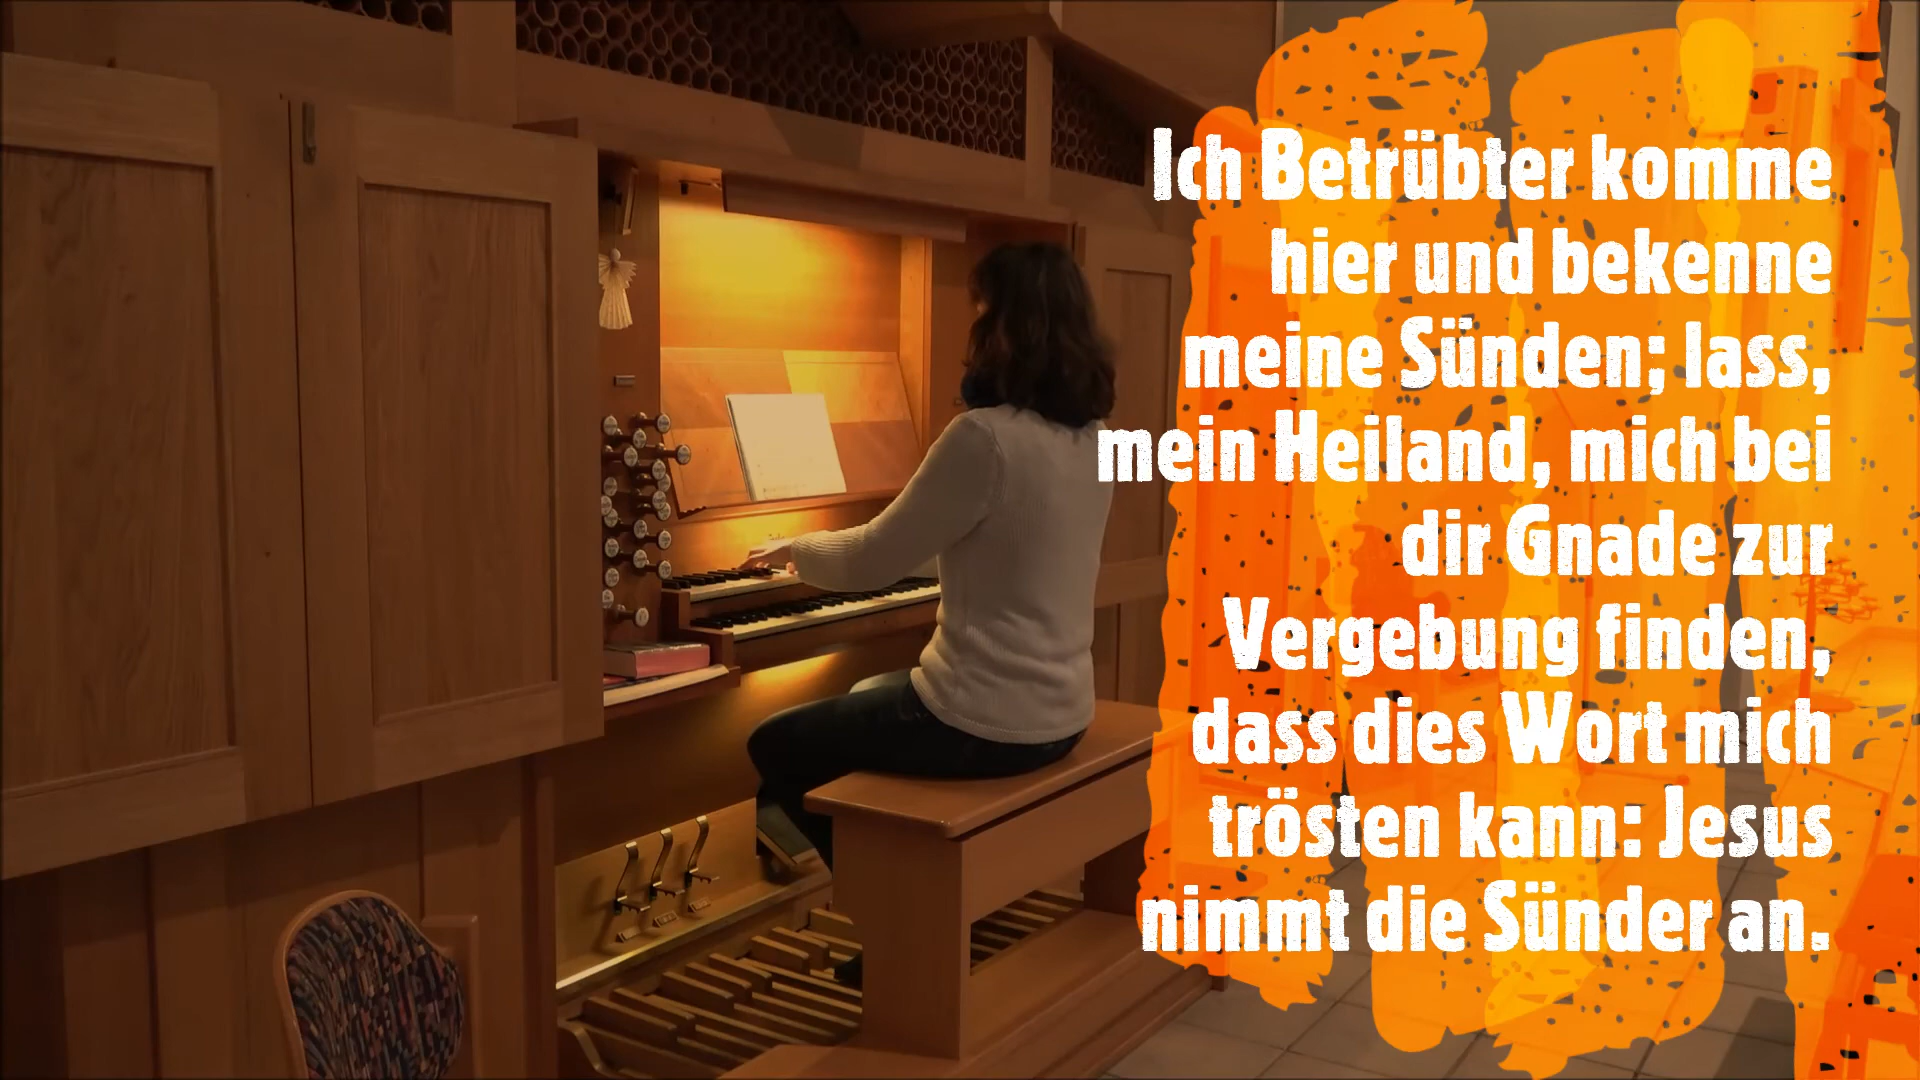 Ich Betrübter komme
hier und bekenne
meine Sünden; lass,
mein Heiland, mich bei
dir Gnade zur
Vergebung finden,
dass dies Wort mich
trösten kann: Jesus
nimmt die Sünder an.